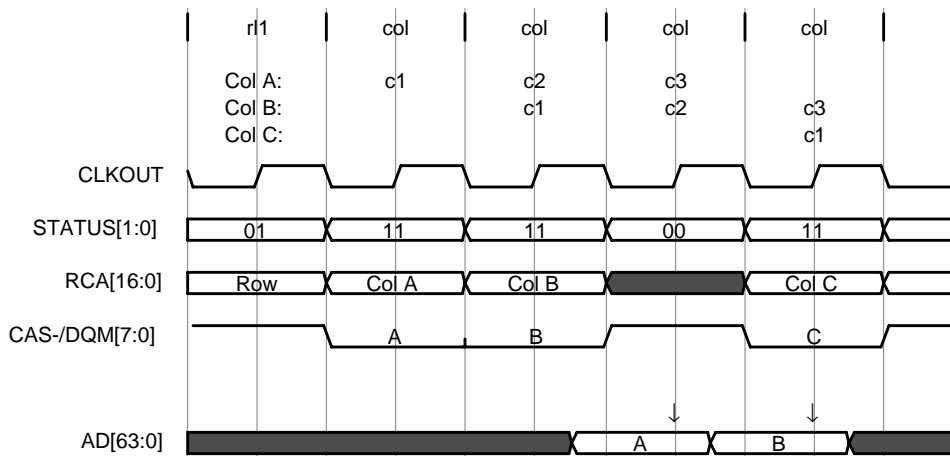 rl1 col col col col
Col A: c1 c2 c3
Col B: c1 c2 c3
Col C: c1
CLKOUT
STATUS[1:0] 01 11 11 00 11
RCA[16:0] Row Col A Col B Col C
CAS-/DQM[7:0] A B C
AD[63:0] A B